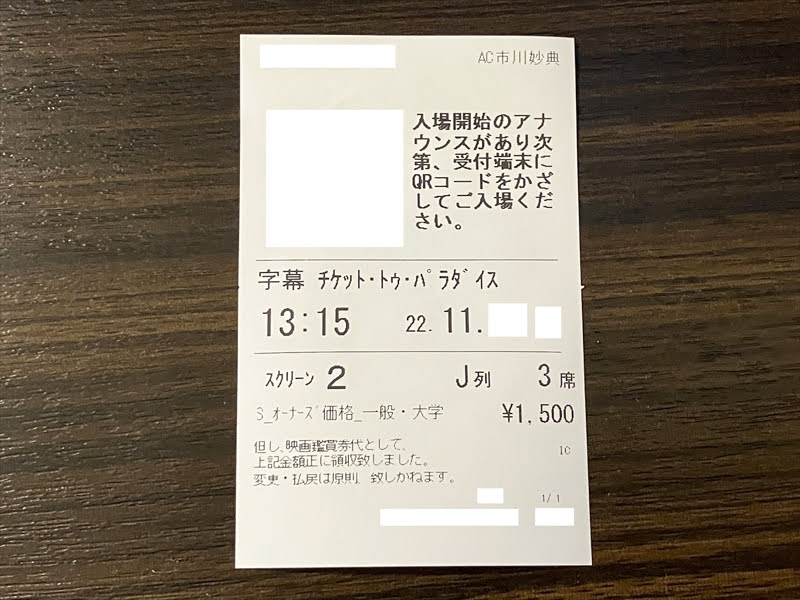 AC市川妙典
入場開始のアナ
ウンスがあり次
第、受付端末に
QRコードをかざ
してご入場くだ
さい。
字幕 ﾁｹｯﾄ・ﾄｩ・ﾊﾟﾗﾀﾞｲｽ
13:15 22. 11.
ｽｸﾘｰﾝ 2 J列 3席
S_ｵｰﾅｰｽﾞ価格_一般・大学 ¥1,500
但し、映画鑑賞券代として、
上記金額正に領収致しました。 IC
変更・払戻は原則、致しかねます。
1/1